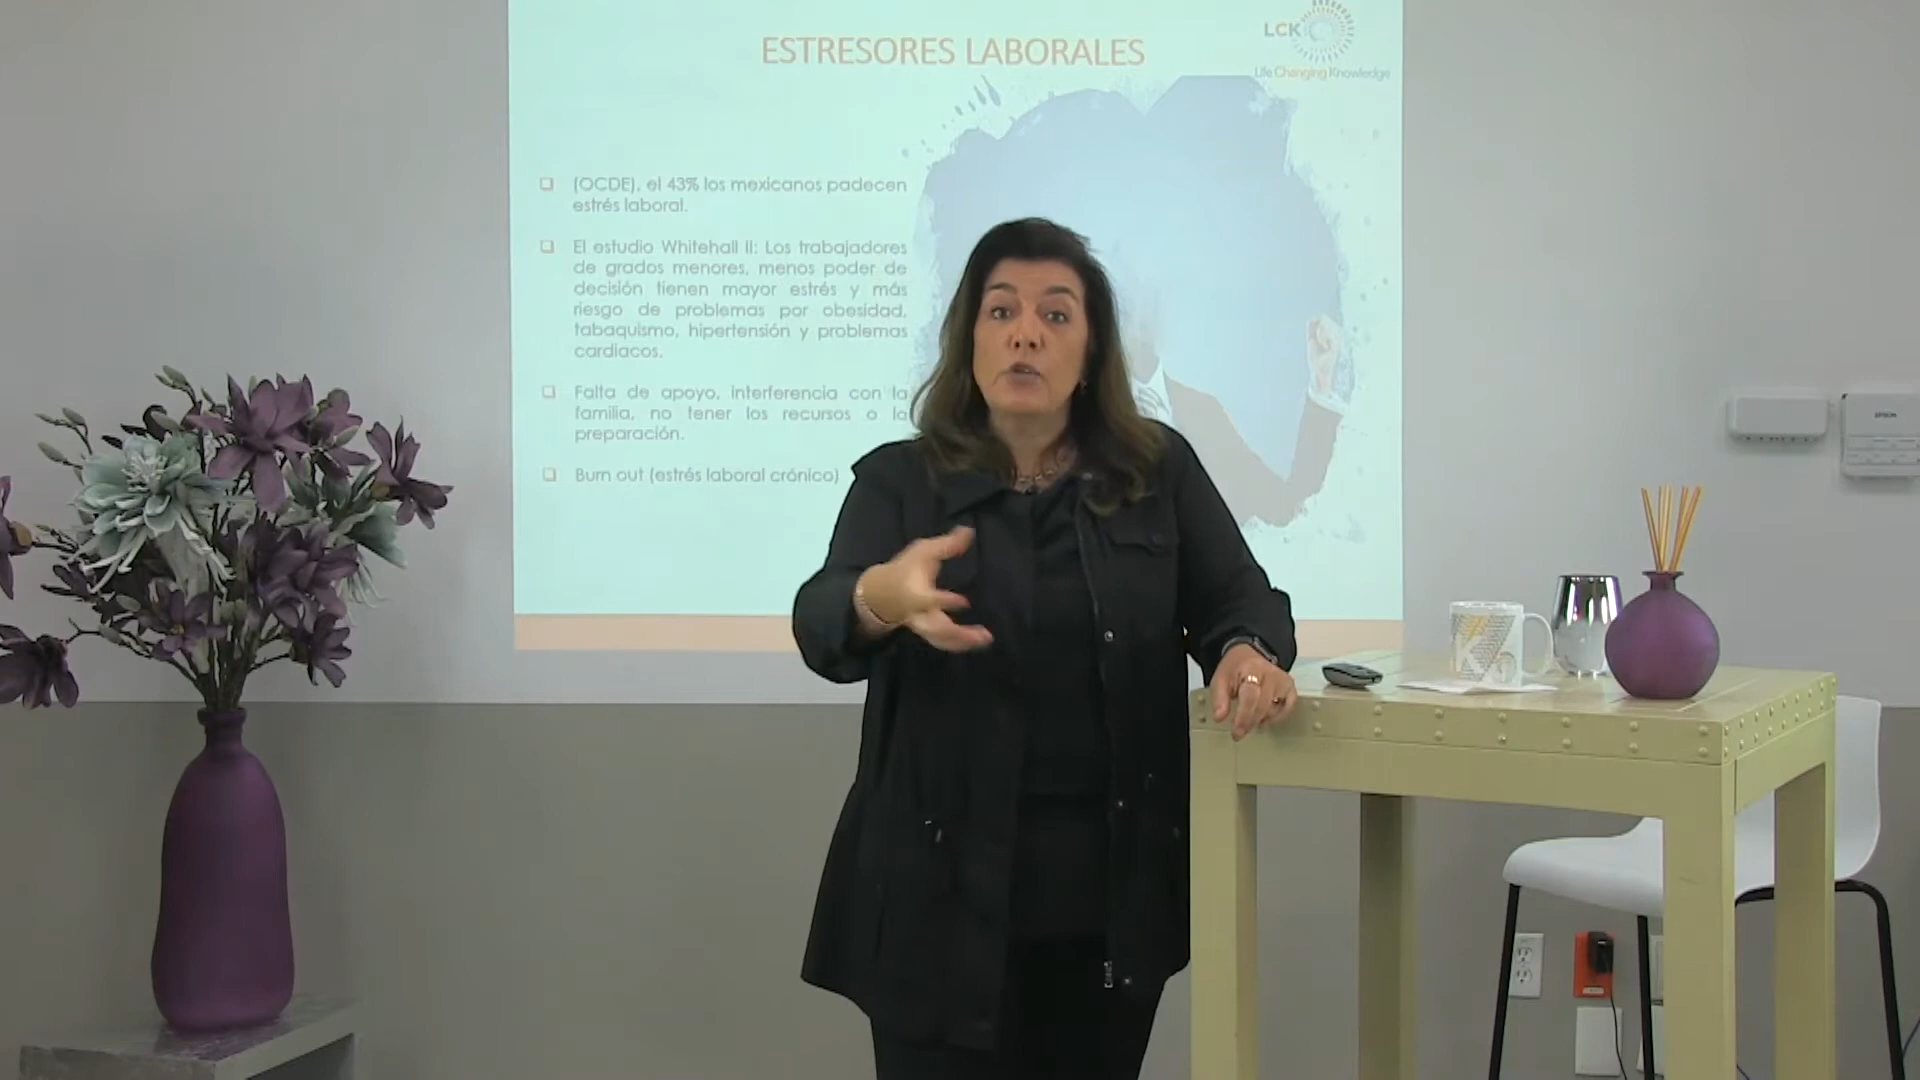 ESTRESORES LABORALES
LCK
Life Changing Knowledge
❑ (OCDE), el 43% los mexicanos padecen
estrés laboral.
❑ El estudio Whitehall II: Los trabajadores
de grados menores, menos poder de
decisión tienen mayor estrés y más
riesgo de problemas por obesidad,
tabaquismo, hipertensión y problemas
cardiacos.
❑ Falta de apoyo, interferencia con la
familia, no tener los recursos o la
preparación.
❑ Burn out (estrés laboral crónico)
EPSON
K